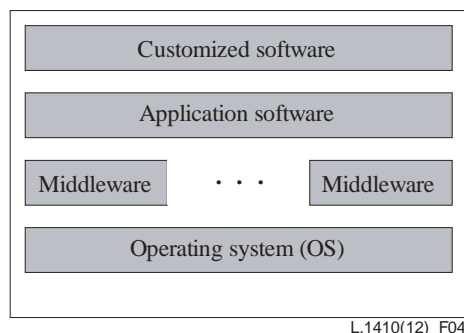 Customized software
Application software
Middleware . . . Middleware
Operating system (OS)
L.1410(12)_F04